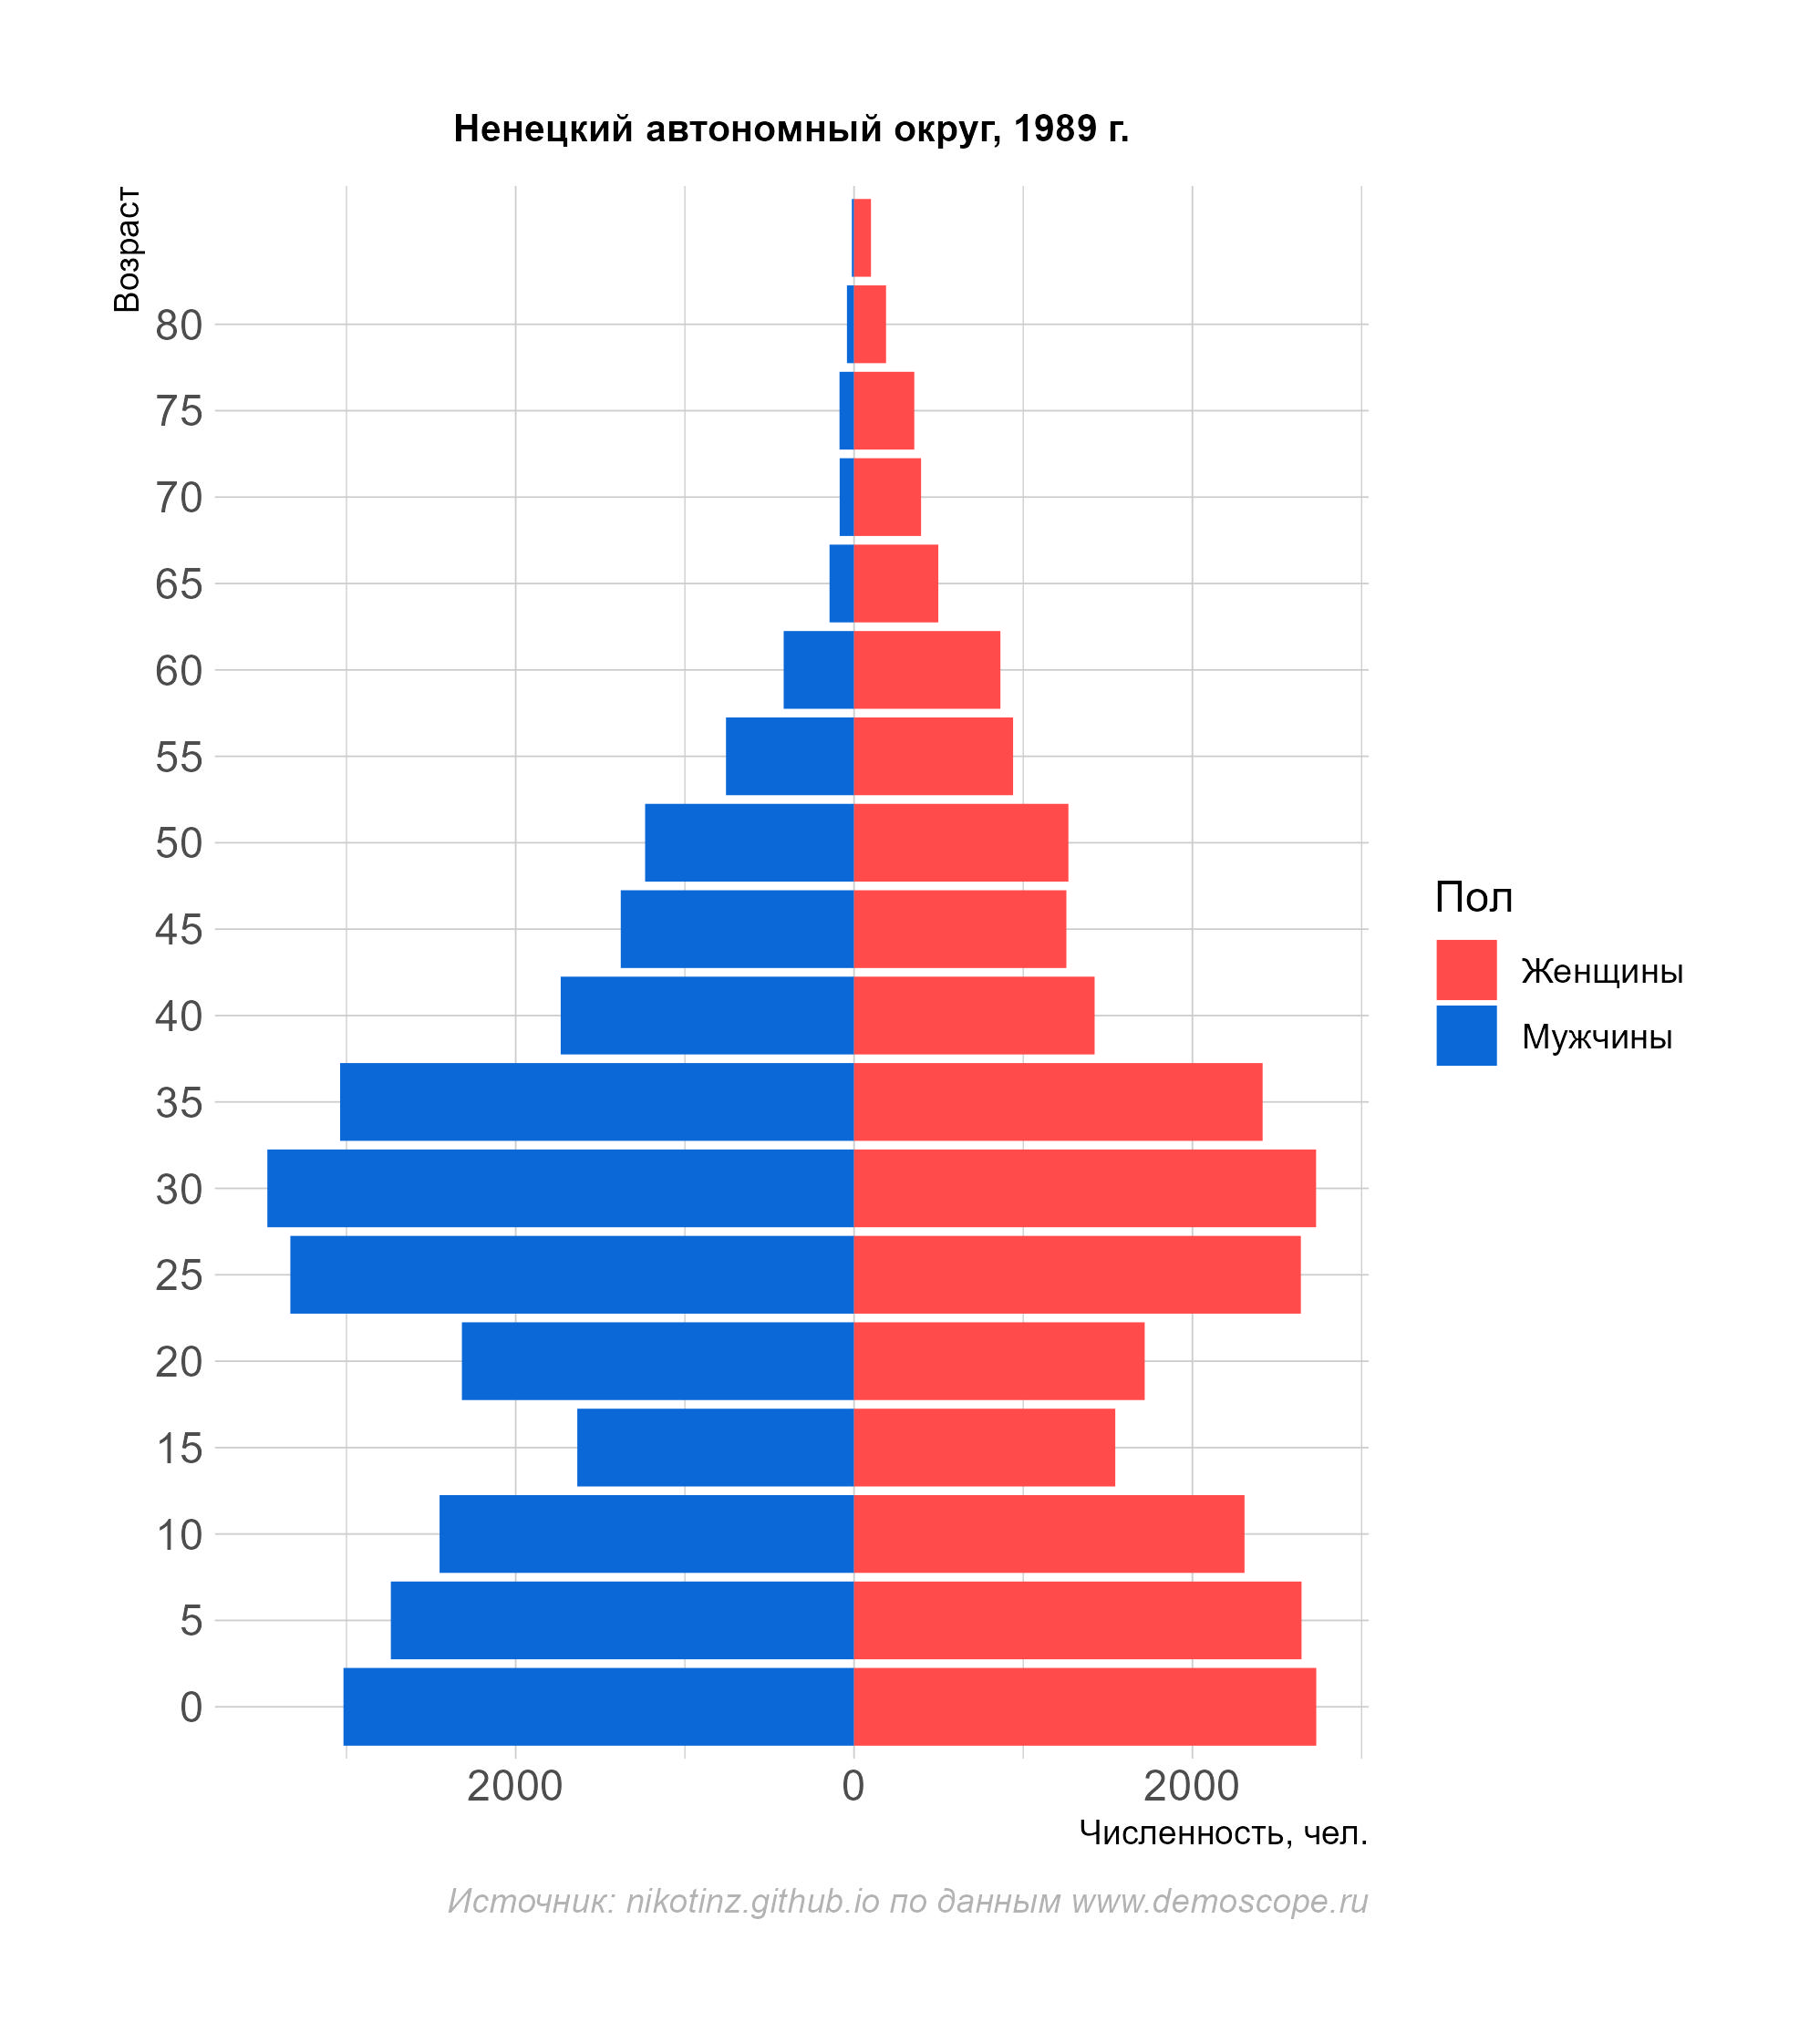 Ненецкий автономный округ, 1989 г.
Возраст
80
75
70
65
60
55
50
45
40
35
30
25
20
15
10
5
0
2000 0 2000
Численность, чел.
Пол
Женщины
Мужчины
Источник: nikotinz.github.io по данным www.demoscope.ru